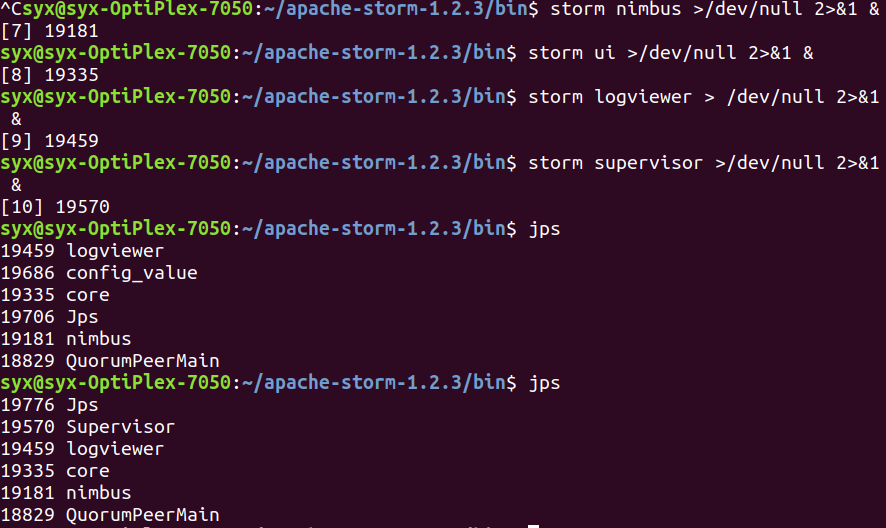 ^Csyx@syx-OptiPlex-7050:~/apache-storm-1.2.3/bin$ storm nimbus >/dev/null 2>&1 &
[7] 19181
syx@syx-OptiPlex-7050:~/apache-storm-1.2.3/bin$ storm ui >/dev/null 2>&1 &
[8] 19335
syx@syx-OptiPlex-7050:~/apache-storm-1.2.3/bin$ storm logviewer > /dev/null 2>&1
 &
[9] 19459
syx@syx-OptiPlex-7050:~/apache-storm-1.2.3/bin$ storm supervisor >/dev/null 2>&1
 &
[10] 19570
syx@syx-OptiPlex-7050:~/apache-storm-1.2.3/bin$ jps
19459 logviewer
19686 config_value
19335 core
19706 Jps
19181 nimbus
18829 QuorumPeerMain
syx@syx-OptiPlex-7050:~/apache-storm-1.2.3/bin$ jps
19776 Jps
19570 Supervisor
19459 logviewer
19335 core
19181 nimbus
18829 QuorumPeerMain